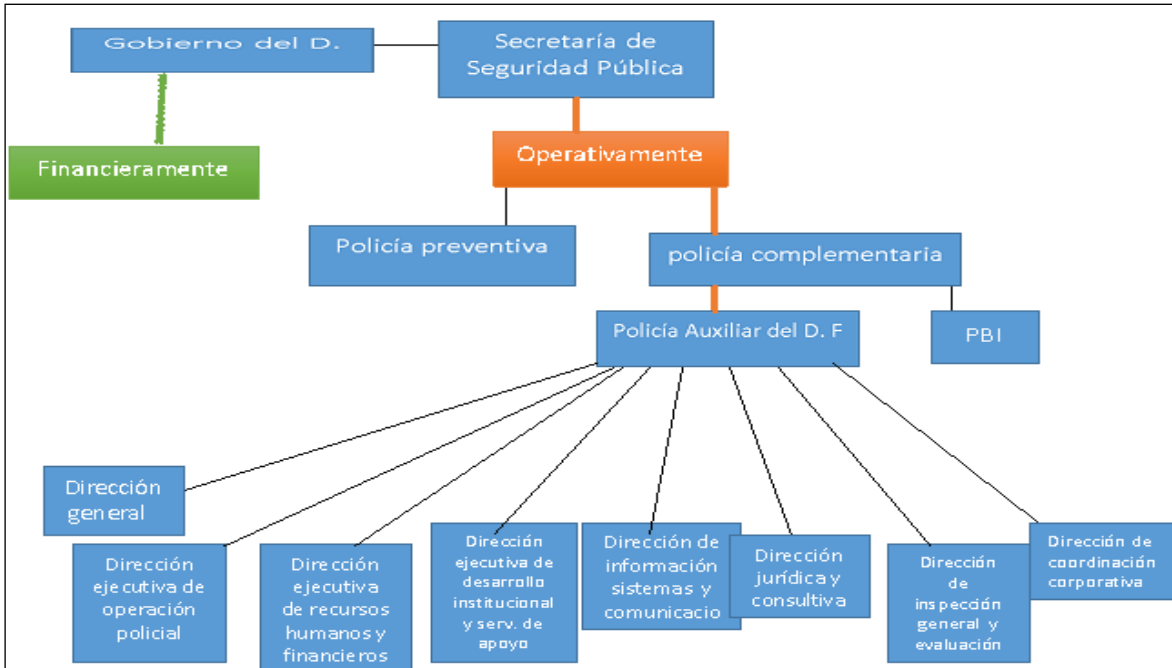 Gobierno del D.
Secretaría de
Seguridad Pública
Financieramente
Operativamente
Policía preventiva
policía complementaria
Policía Auxiliar del D. F
PBI
Dirección
general
Dirección
ejecutiva de
operación
policial
Dirección
ejecutiva
de recursos
humanos y
financieros
Dirección
ejecutiva de
desarrollo
institucional
y serv. de
apoyo
Dirección de
información
sistemas y
comunicacio
Dirección
jurídica y
consultiva
Dirección
de
inspección
general y
evaluación
Dirección de
coordinación
corporativa